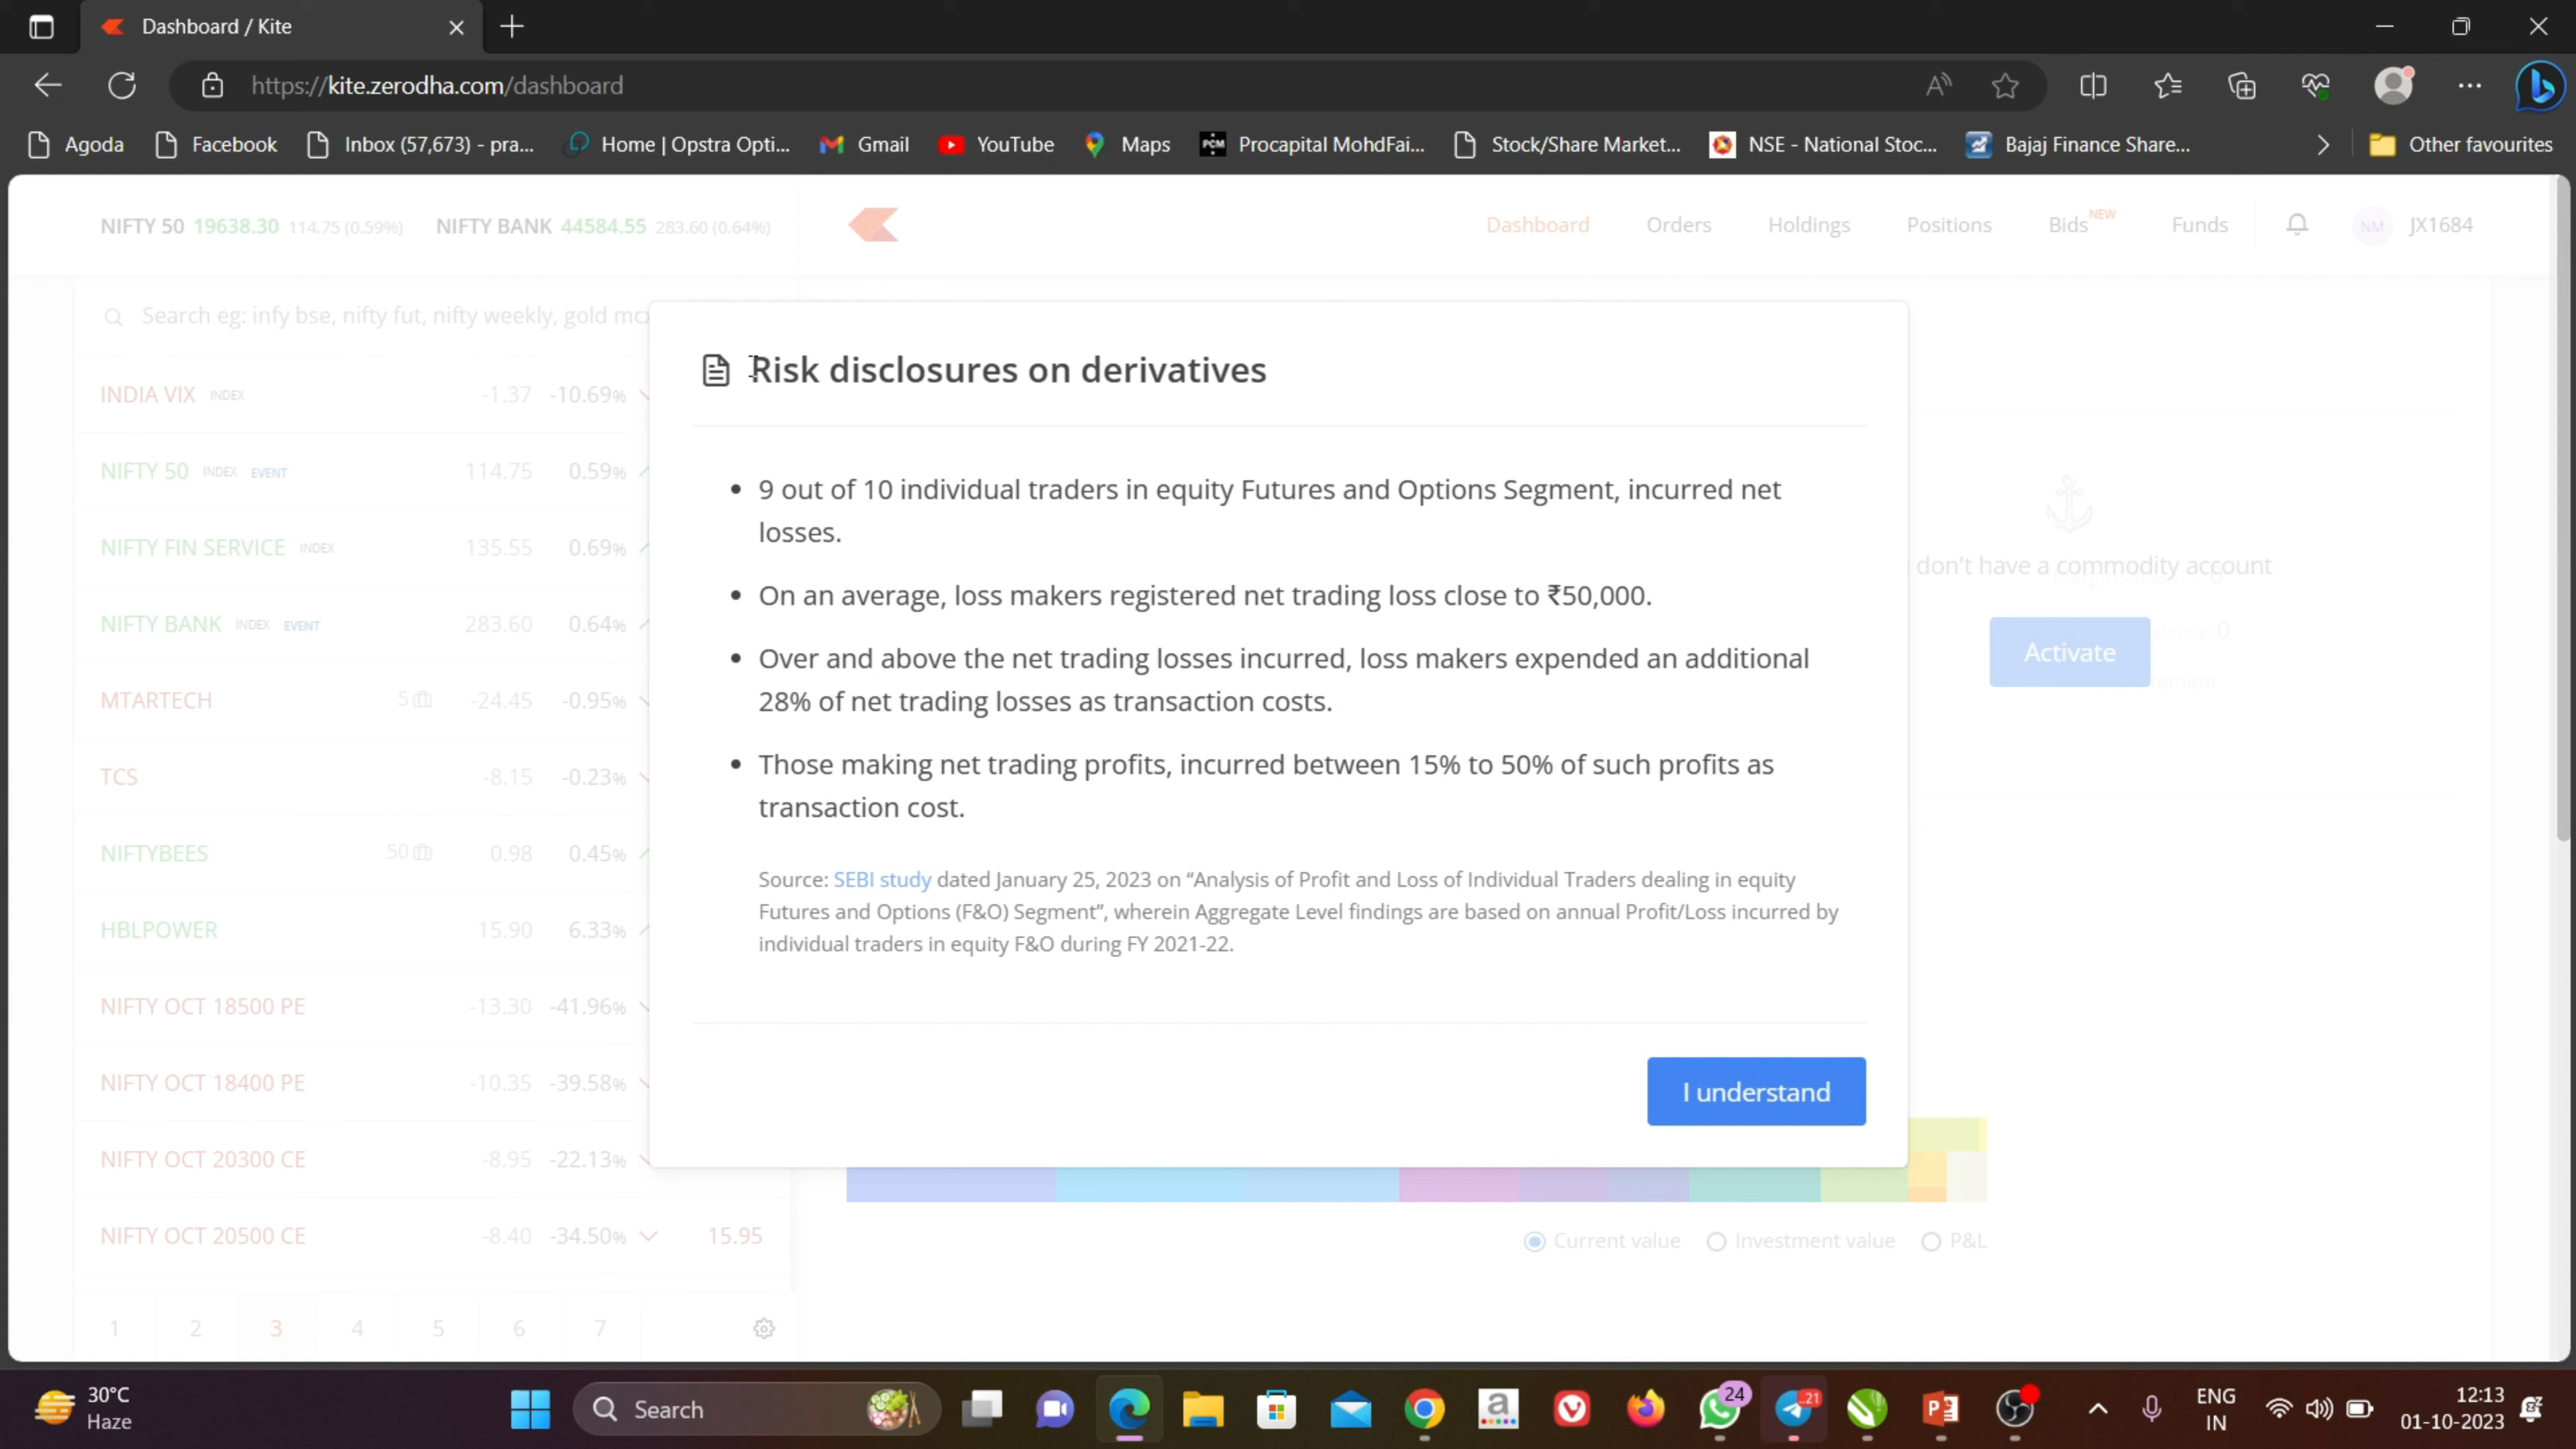 Dashboard / Kite
https://kite.zerodha.com/dashboard
Agoda Facebook Inbox (57,673) - pra... Home | Opstra Opti... Gmail YouTube Maps Procapital MohdFai... Stock/Share Market... NSE - National Stoc... Bajaj Finance Share... Other favourites
NIFTY 50 19638.30 114.75 (0.59%) NIFTY BANK 44584.55 283.60 (0.64%) Dashboard Orders Holdings Positions Bids NEW Funds NM JX1684
Search eg: infy bse, nifty fut, nifty weekly, gold mcx
Risk disclosures on derivatives
• 9 out of 10 individual traders in equity Futures and Options Segment, incurred net
losses.
• On an average, loss makers registered net trading loss close to ₹50,000.
• Over and above the net trading losses incurred, loss makers expended an additional
28% of net trading losses as transaction costs.
• Those making net trading profits, incurred between 15% to 50% of such profits as
transaction cost.
Source: SEBI study dated January 25, 2023 on “Analysis of Profit and Loss of Individual Traders dealing in equity
Futures and Options (F&O) Segment”, wherein Aggregate Level findings are based on annual Profit/Loss incurred by
individual traders in equity F&O during FY 2021-22.
I understand
INDIA VIX INDEX -1.37 -10.69%
NIFTY 50 INDEX EVENT 114.75 0.59%
NIFTY FIN SERVICE INDEX 135.55 0.69%
NIFTY BANK INDEX EVENT 283.60 0.64%
MTARTECH 5 -24.45 -0.95%
TCS -8.15 -0.23%
NIFTYBEES 50 0.98 0.45%
HBLPOWER 15.90 6.33%
NIFTY OCT 18500 PE -13.30 -41.96%
NIFTY OCT 18400 PE -10.35 -39.58%
NIFTY OCT 20300 CE -8.95 -22.13%
NIFTY OCT 20500 CE -8.40 -34.50% 15.95
1 2 3 4 5 6 7
don't have a commodity account
0
Activate
Current value Investment value P&L
30°C
Haze
Search
24
21
ENG
IN
12:13
01-10-2023